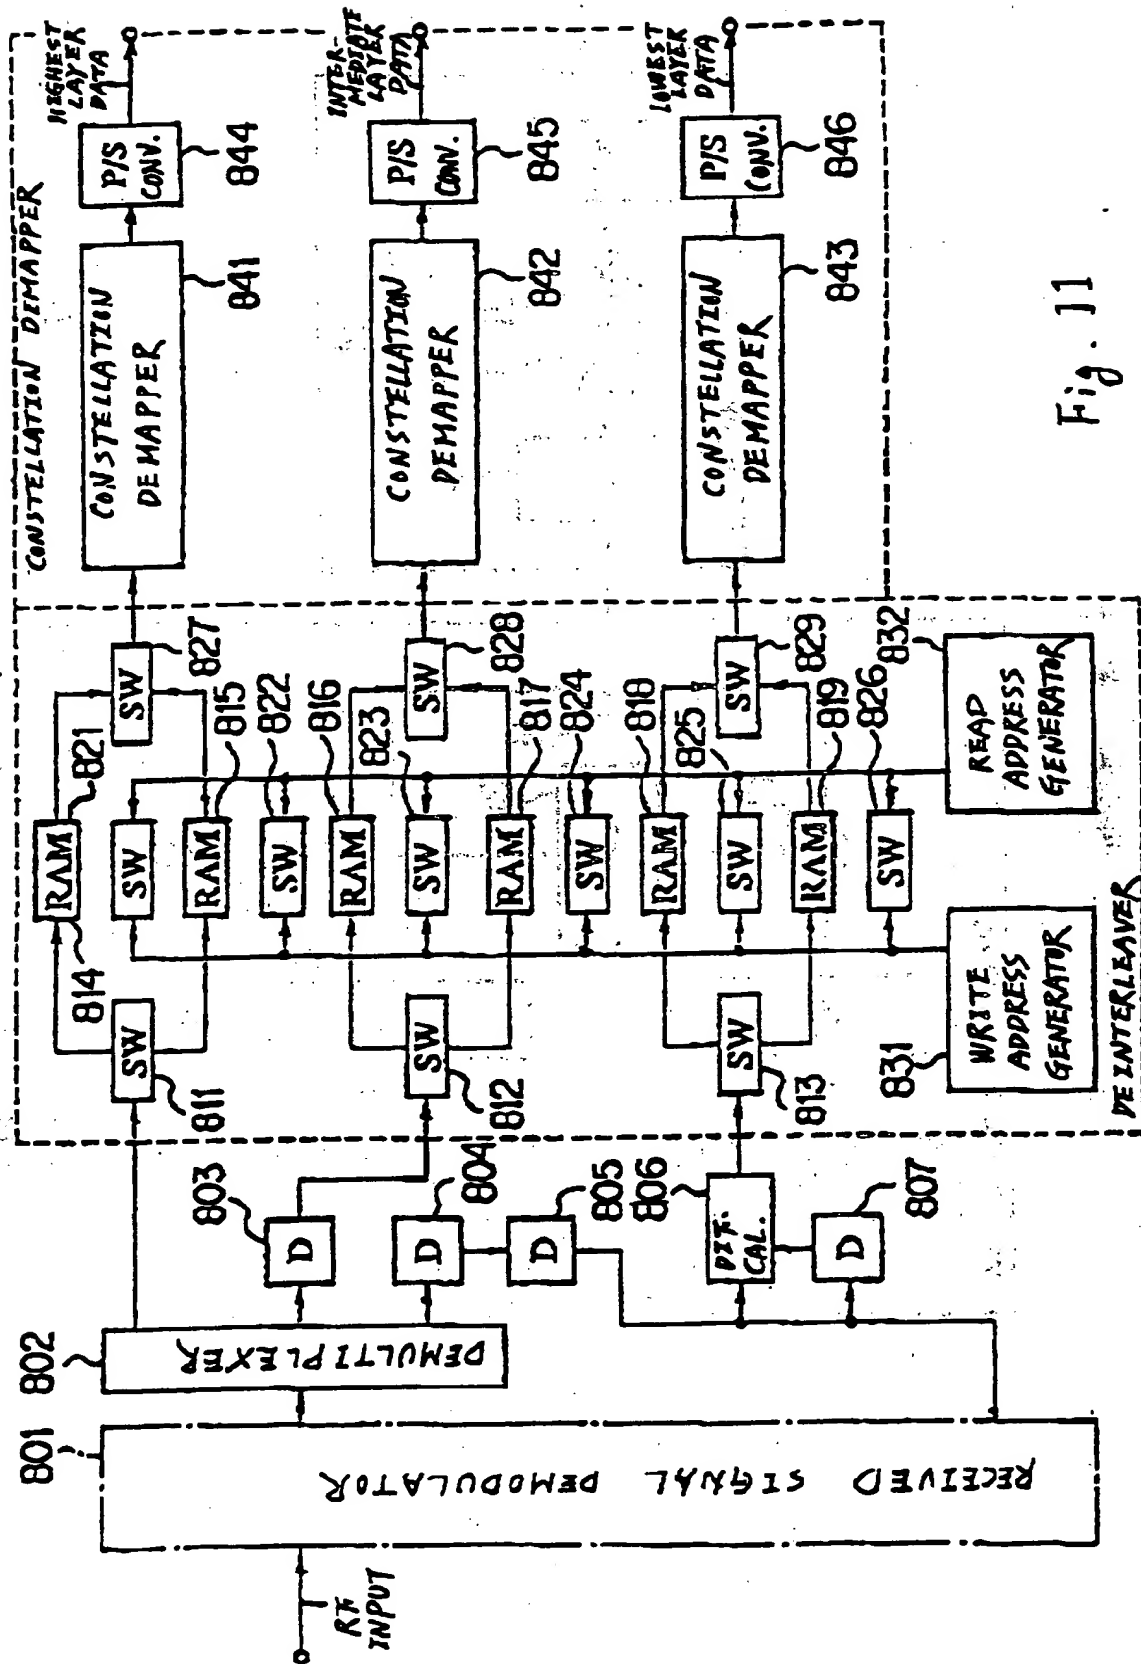 CONSTELLATION DIMAPPER
HIGHEST
LAYER
DATA
P/S
CONV.
844
CONSTELLATION
DEMAPPER
841
INTER-
MEDIATE
LAYER
DATA
P/S
CONV.
845
CONSTELLATION
DEMAPPER
842
LOWEST
LAYER
DATA
P/S
CONV.
846
CONSTELLATION
DEMAPPER
843
RAM
821
814
SW
827
SW
811
SW
RAM
815
SW
822
RAM
816
SW
828
SW
812
SW
823
RAM
817
SW
824
RAM
818
SW
829
SW
813
SW
825
RAM
819
SW
826
WRITE
ADDRESS
GENERATOR
831
REAP
ADDRESS
GENERATOR
832
DEINTERLEAVER
D
803
D
804
D
805
DIF.
CAL.
806
D
807
802
DEMULTIPLEXER
801
RECEIVED SIGNAL DEMODULATOR
RF
INPUT
Fig. 11